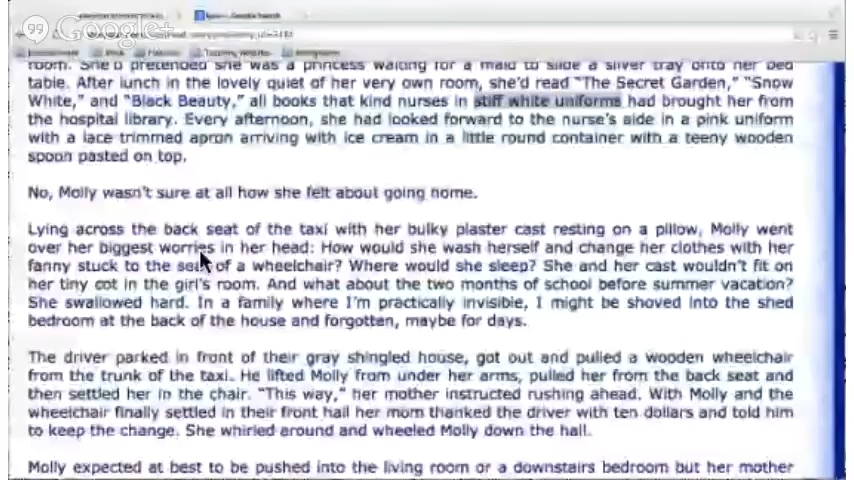 Google+
room. She'd pretended she was a princess waiting for a maid to slide a silver tray onto her bed
table. After lunch in the lovely quiet of her very own room, she'd read "The Secret Garden," "Snow
White," and "Black Beauty," all books that kind nurses in stiff white uniforms had brought her from
the hospital library. Every afternoon, she had looked forward to the nurse's aide in a pink uniform
with a lace trimmed apron arriving with ice cream in a little round container with a teeny wooden
spoon pasted on top.
No, Molly wasn't sure at all how she felt about going home.
Lying across the back seat of the taxi with her bulky plaster cast resting on a pillow, Molly went
over her biggest worries in her head: How would she wash herself and change her clothes with her
fanny stuck to the seat of a wheelchair? Where would she sleep? She and her cast wouldn't fit on
her tiny cot in the girl's room. And what about the two months of school before summer vacation?
She swallowed hard. In a family where I'm practically invisible, I might be shoved into the shed
bedroom at the back of the house and forgotten, maybe for days.
The driver parked in front of their gray shingled house, got out and pulled a wooden wheelchair
from the trunk of the taxi. He lifted Molly from under her arms, pulled her from the back seat and
then settled her in the chair. "This way," her mother instructed rushing ahead. With Molly and the
wheelchair finally settled in their front hall her mom thanked the driver with ten dollars and told him
to keep the change. She whirled around and wheeled Molly down the hall.
Molly expected at best to be pushed into the living room or a downstairs bedroom but her mother